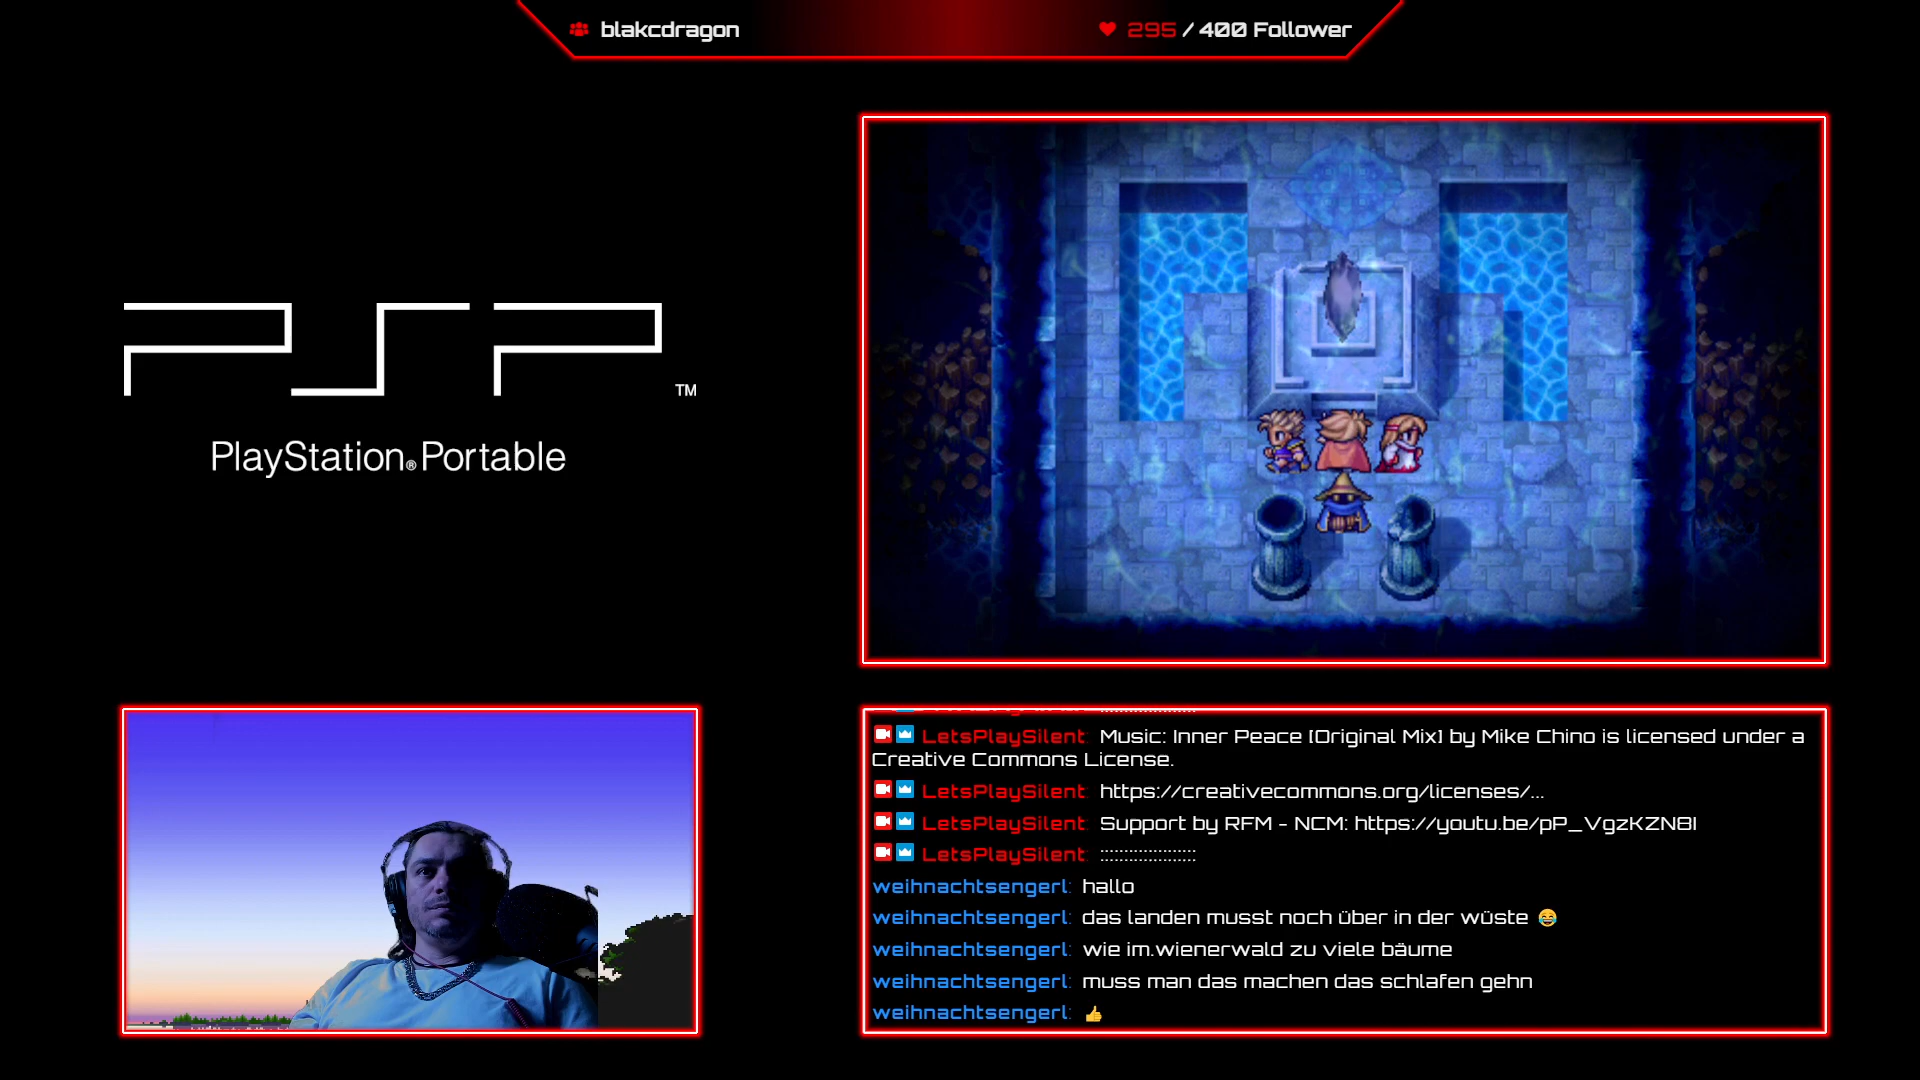 blakcdragon
295 / 400 Follower
PSP TM
PlayStation® Portable
LetsPlaySilent: Music: Inner Peace [Original Mix] by Mike Chino is licensed under a
Creative Commons License.
LetsPlaySilent: https://creativecommons.org/licenses/...
LetsPlaySilent: Support by RFM - NCM: https://youtu.be/pP_VgzKZN8I
LetsPlaySilent: ::::::::::::::::::::
weihnachtsengerl: hallo
weihnachtsengerl: das landen musst noch über in der wüste 😂
weihnachtsengerl: wie im.wienerwald zu viele bäume
weihnachtsengerl: muss man das machen das schlafen gehn
weihnachtsengerl: 👍